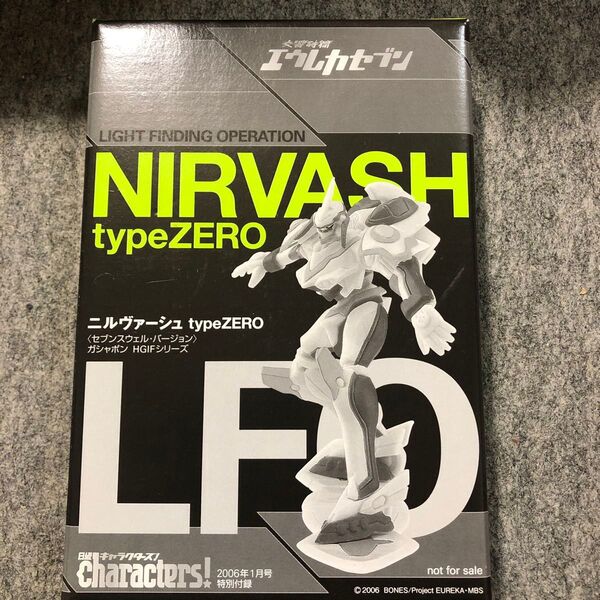 交響詩篇
エウレカセブン
LIGHT FINDING OPERATION
NIRVASH
typeZERO
ニルヴァーシュ typeZERO
〈セブンスウェル・バージョン〉
ガシャポン HGIFシリーズ
LFO
日経キャラクターズ!
characters!
2006年1月号
特別付録
not for sale
©2006 BONES/Project EUREKA・MBS